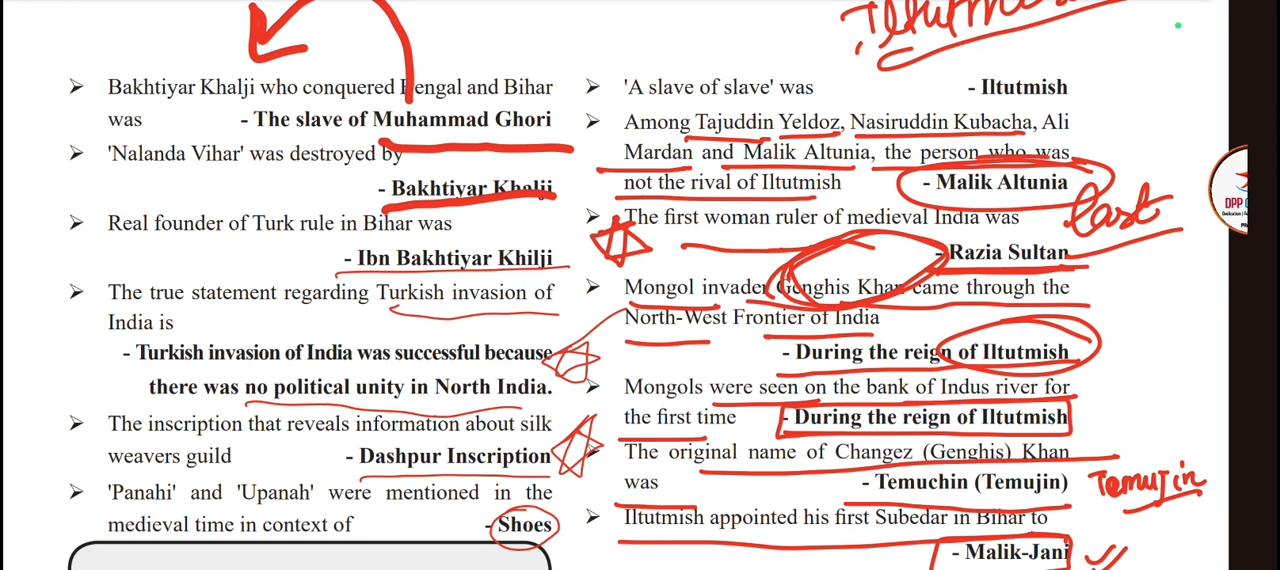 Iltutmi
Bakhtiyar Khalji who conquered Bengal and Bihar
was - The slave of Muhammad Ghori
'Nalanda Vihar' was destroyed by
- Bakhtiyar Khalji
Real founder of Turk rule in Bihar was
- Ibn Bakhtiyar Khilji
The true statement regarding Turkish invasion of
India is
- Turkish invasion of India was successful because
there was no political unity in North India.
The inscription that reveals information about silk
weavers guild - Dashpur Inscription
'Panahi' and 'Upanah' were mentioned in the
medieval time in context of - Shoes
'A slave of slave' was - Iltutmish
Among Tajuddin Yeldoz, Nasiruddin Kubacha, Ali
Mardan and Malik Altunia, the person who was
not the rival of Iltutmish - Malik Altunia
The first woman ruler of medieval India was
- Razia Sultan
Last
Mongol invader Genghis Khan came through the
North-West Frontier of India
- During the reign of Iltutmish
Mongols were seen on the bank of Indus river for
the first time - During the reign of Iltutmish
The original name of Changez (Genghis) Khan
was - Temuchin (Temujin)
Temujin
Iltutmish appointed his first Subedar in Bihar to
- Malik-Jani
DPP